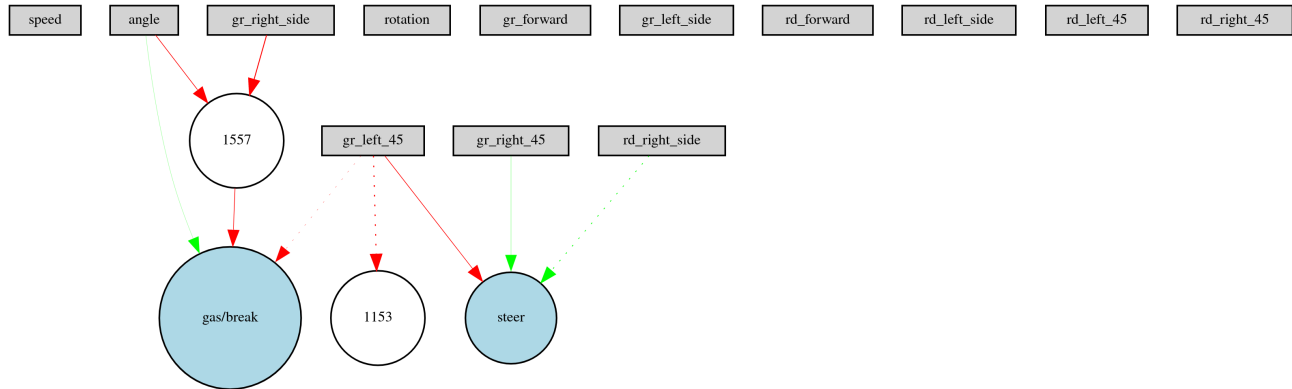 speed
angle
gr_right_side
rotation
gr_forward
gr_left_side
rd_forward
rd_left_side
rd_left_45
rd_right_45
1557
gr_left_45
gr_right_45
rd_right_side
gas/break
1153
steer